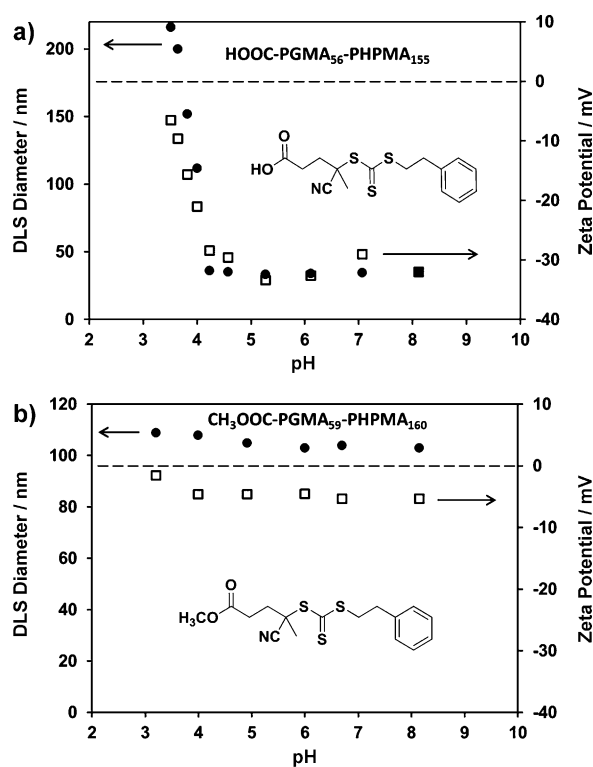 a)
HOOC-PGMA56-PHPMA155
DLS Diameter / nm
200
150
100
50
0
10
0
-10
-20
-30
-40
Zeta Potential / mV
O
HO
S
S
NC
S
2 3 4 5 6 7 8 9 10
pH
b)
CH3OOC-PGMA59-PHPMA160
DLS Diameter / nm
120
100
80
60
40
20
0
10
0
-10
-20
-30
-40
Zeta Potential / mV
O
H3CO
S
S
NC
S
2 3 4 5 6 7 8 9 10
pH